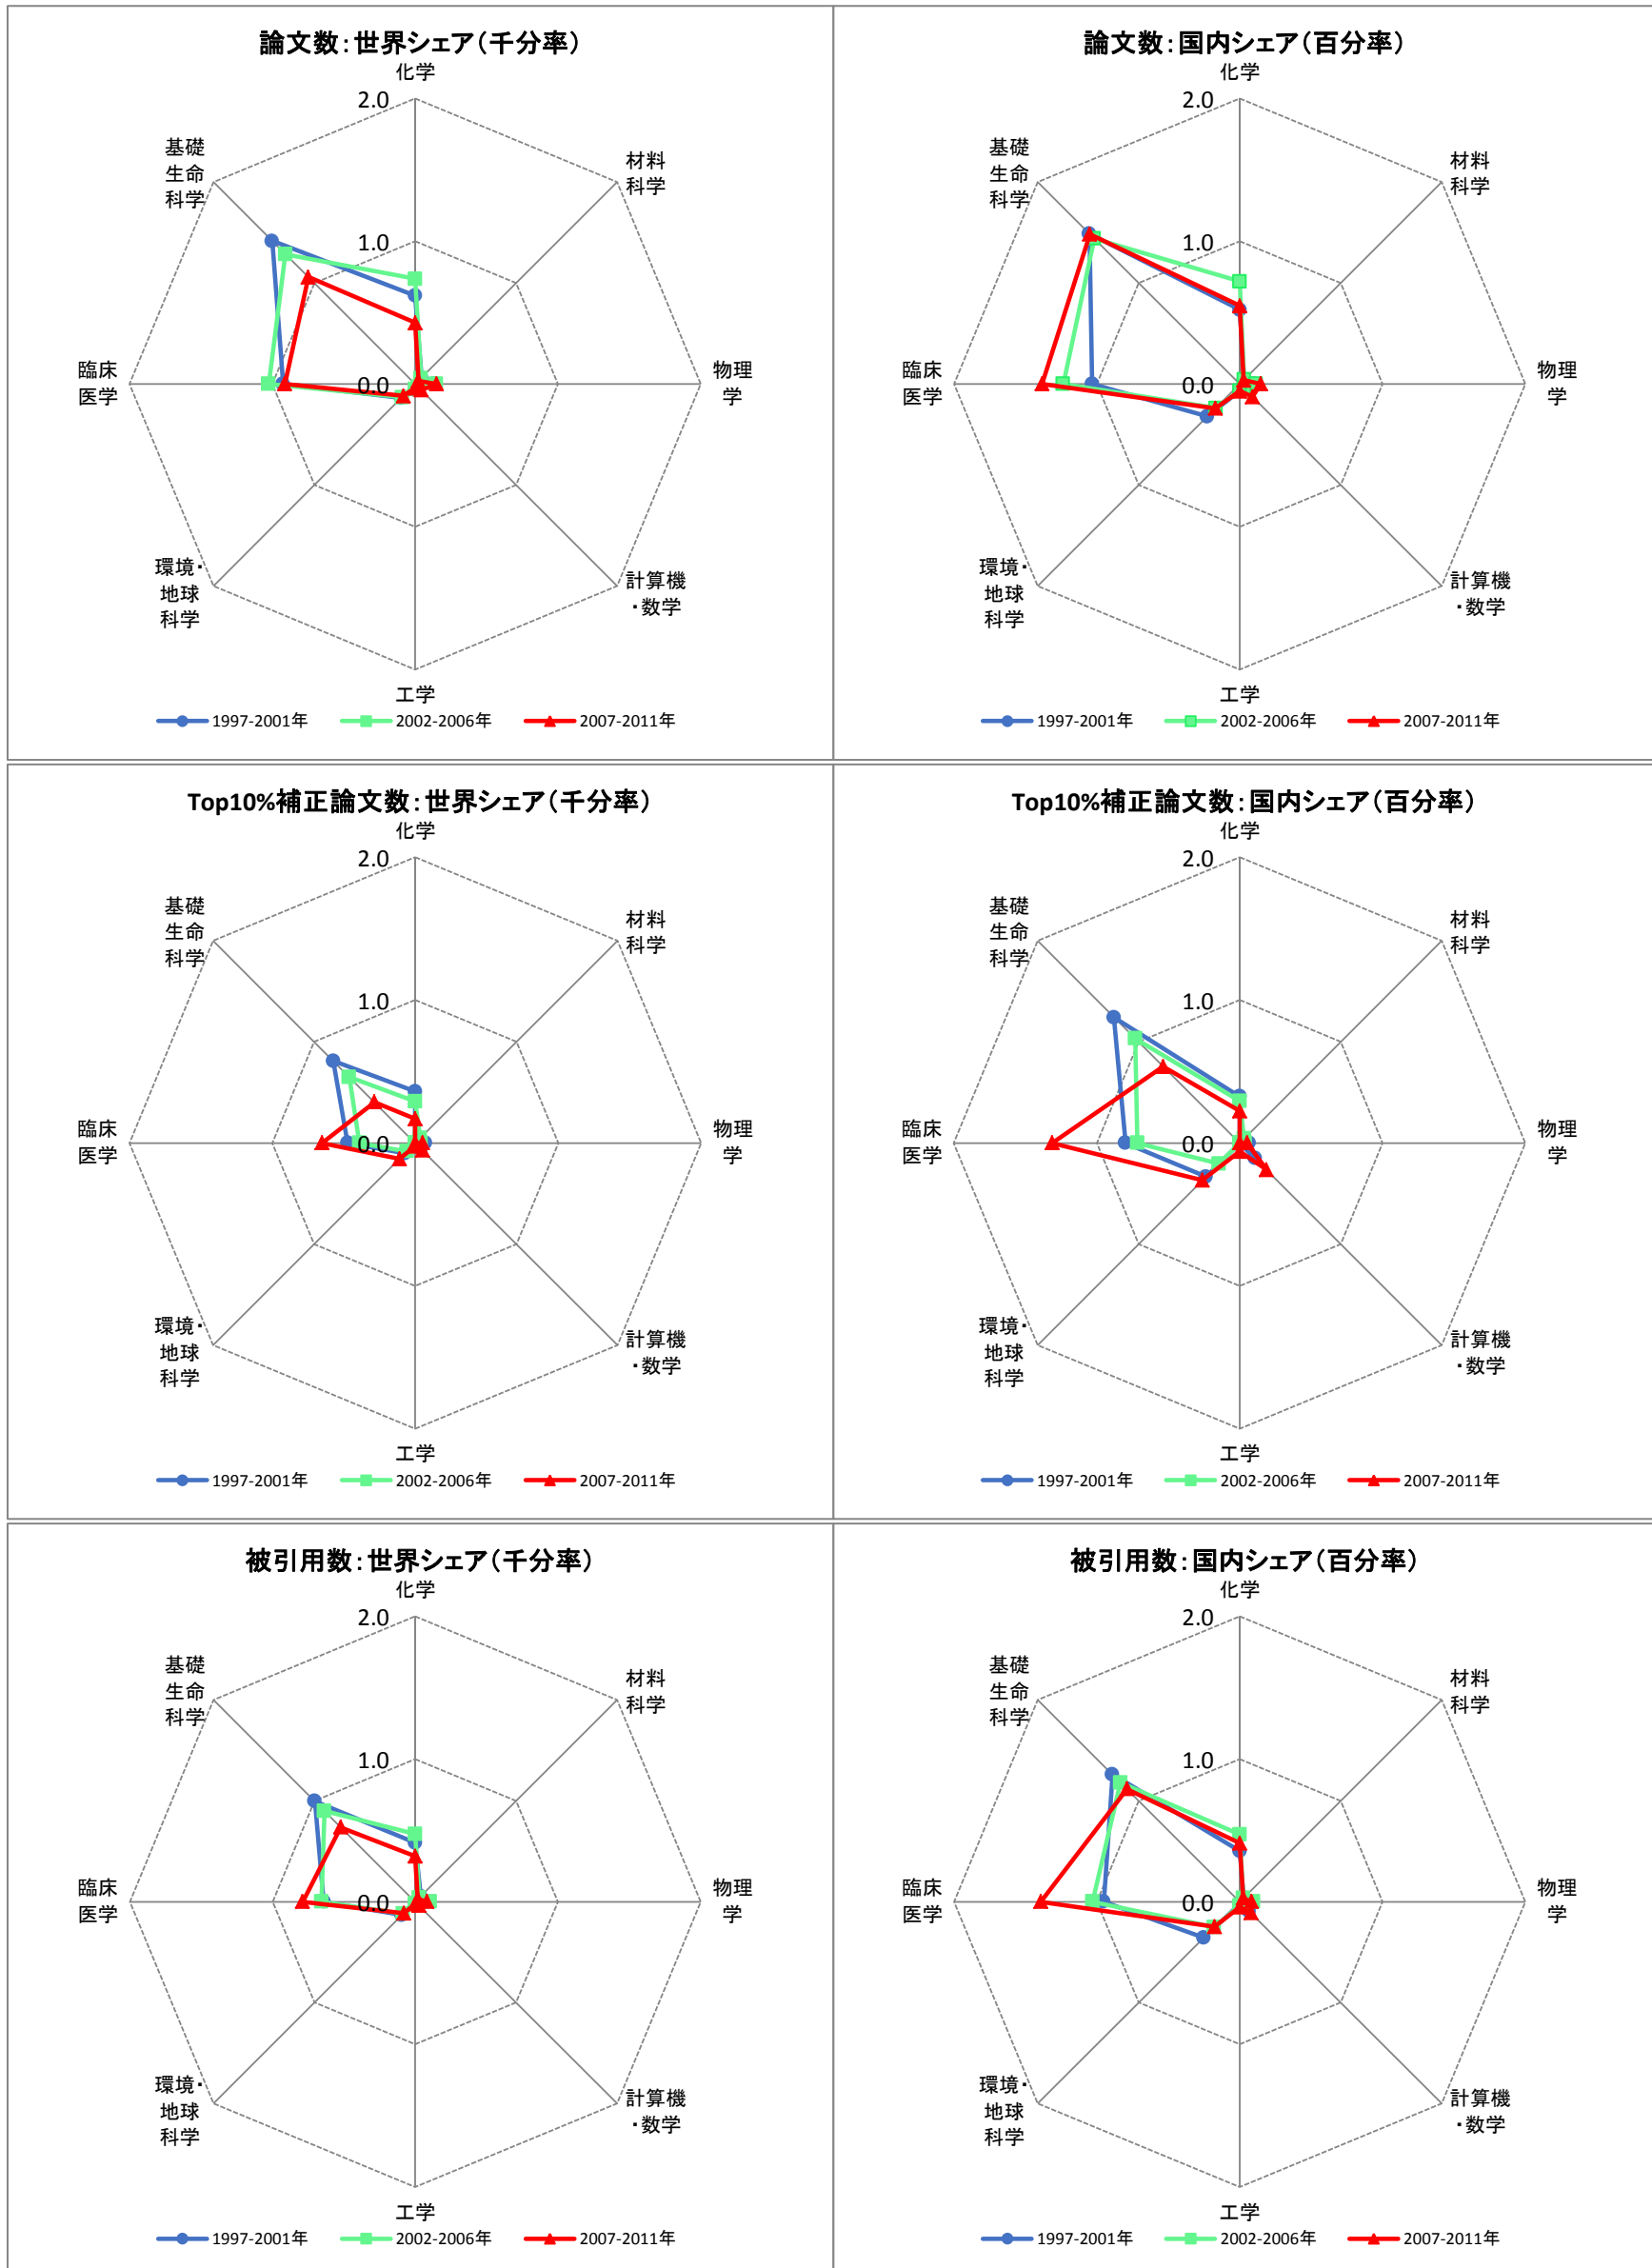 論文数：世界シェア（千分率）
化学
2.0
1.0
0.0
材料
科学
物理
学
計算機
・数学
工学
環境・
地球
科学
臨床
医学
基礎
生命
科学
1997-2001年
2002-2006年
2007-2011年
論文数：国内シェア（百分率）
化学
2.0
1.0
0.0
材料
科学
物理
学
計算機
・数学
工学
環境・
地球
科学
臨床
医学
基礎
生命
科学
1997-2001年
2002-2006年
2007-2011年
Top10%補正論文数：世界シェア（千分率）
化学
2.0
1.0
0.0
材料
科学
物理
学
計算機
・数学
工学
環境・
地球
科学
臨床
医学
基礎
生命
科学
1997-2001年
2002-2006年
2007-2011年
Top10%補正論文数：国内シェア（百分率）
化学
2.0
1.0
0.0
材料
科学
物理
学
計算機
・数学
工学
環境・
地球
科学
臨床
医学
基礎
生命
科学
1997-2001年
2002-2006年
2007-2011年
被引用数：世界シェア（千分率）
化学
2.0
1.0
0.0
材料
科学
物理
学
計算機
・数学
工学
環境・
地球
科学
臨床
医学
基礎
生命
科学
1997-2001年
2002-2006年
2007-2011年
被引用数：国内シェア（百分率）
化学
2.0
1.0
0.0
材料
科学
物理
学
計算機
・数学
工学
環境・
地球
科学
臨床
医学
基礎
生命
科学
1997-2001年
2002-2006年
2007-2011年